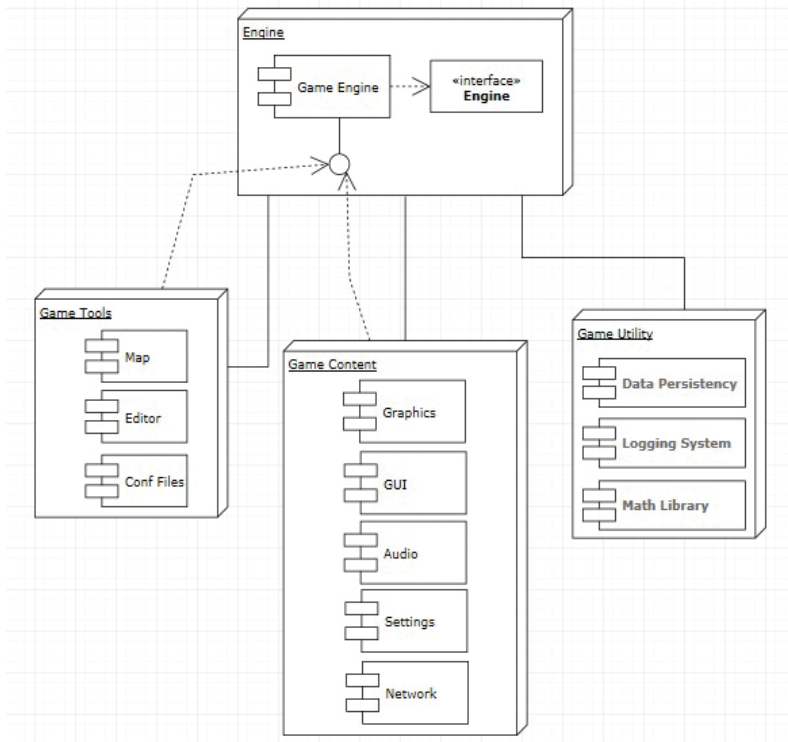 Engine
Game Engine
«interface»
Engine
Game Tools
Map
Editor
Conf Files
Game Content
Graphics
GUI
Audio
Settings
Network
Game Utility
Data Persistency
Logging System
Math Library